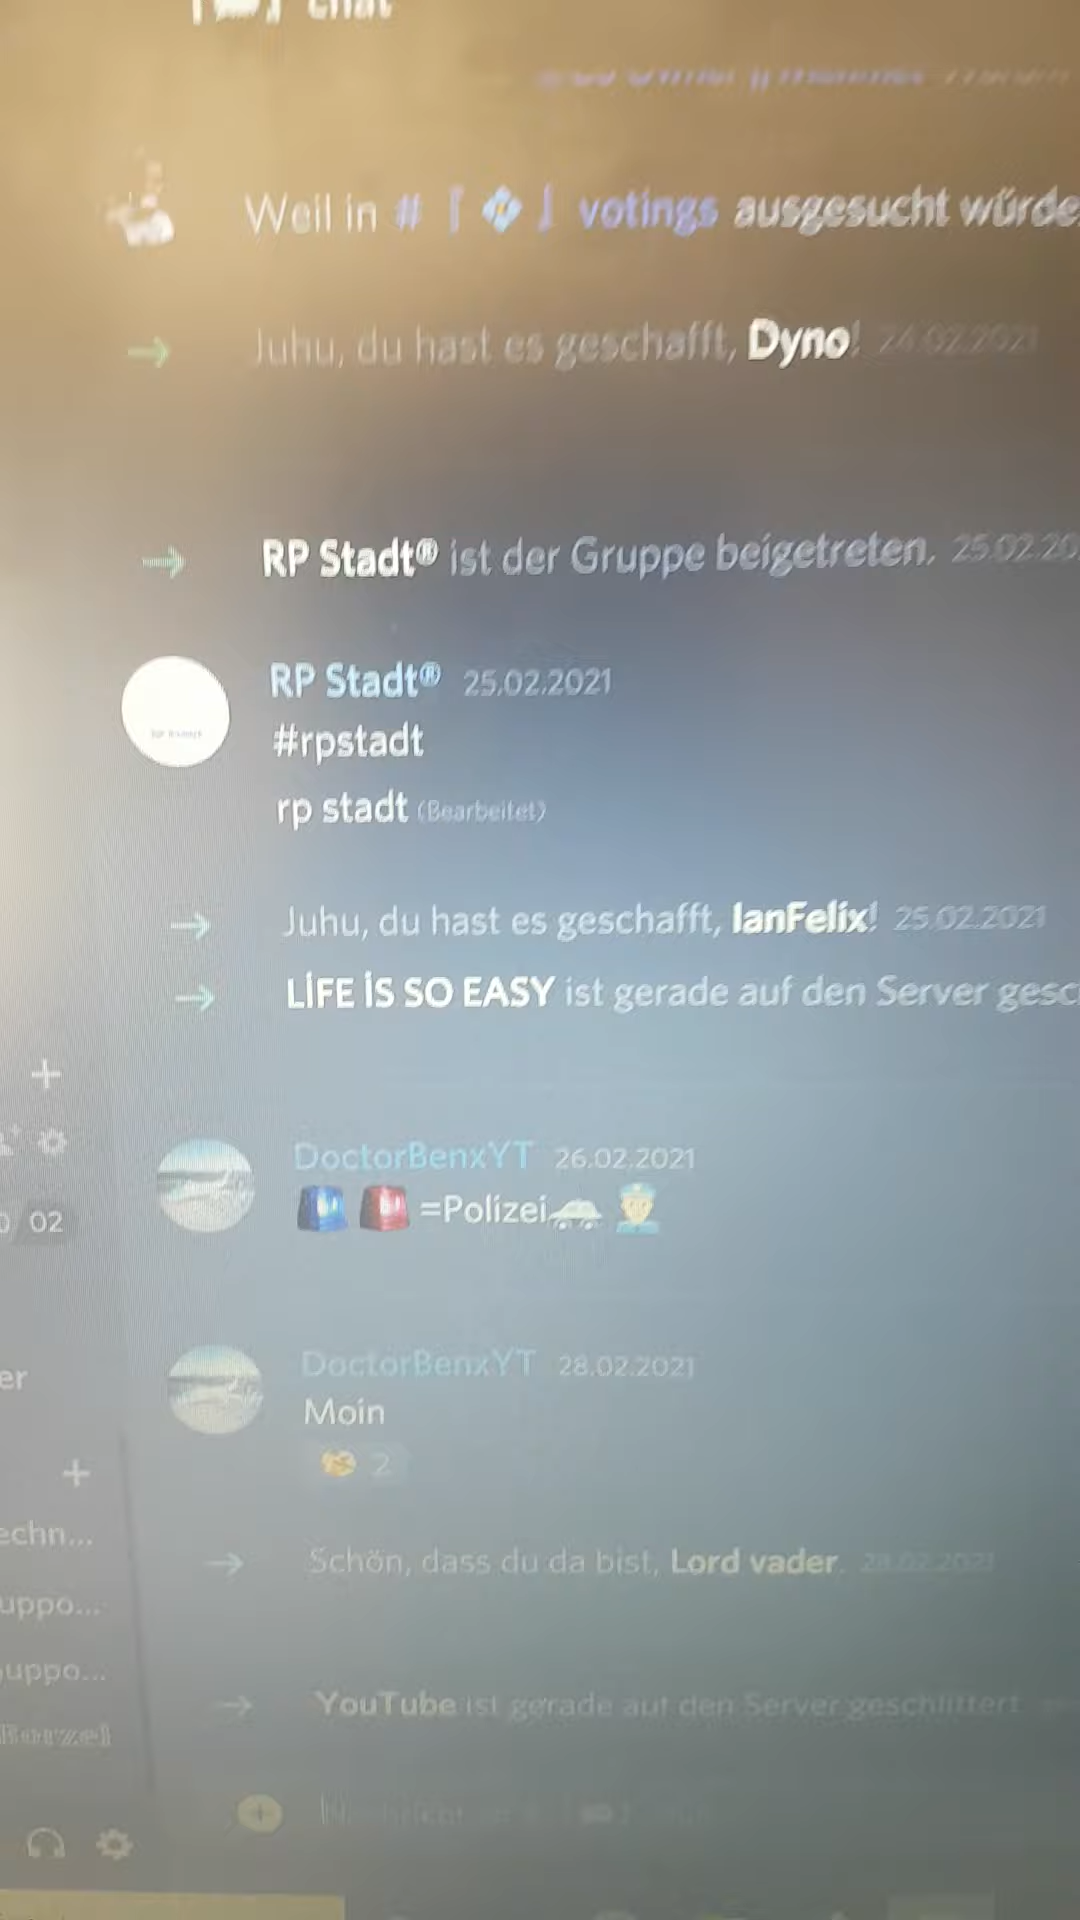 chat
Weil in # votings ausgesucht würde.
Juhu, du hast es geschafft, Dyno! 24.02.2021
RP Stadt® ist der Gruppe beigetreten. 25.02.20
RP Stadt® 25.02.2021
#rpstadt
rp stadt (Bearbeitet)
Juhu, du hast es geschafft, IanFelix! 25.02.2021
LİFE İS SO EASY ist gerade auf den Server gesc
DoctorBenxYT 26.02.2021
=Polizei
02
DoctorBenxYT 28.02.2021
er
Moin
2
echn...
Schön, dass du da bist, Lord vader. 28.02.2021
uppo...
uppo...
YouTube ist gerade auf den Server geschlittert
Korzel